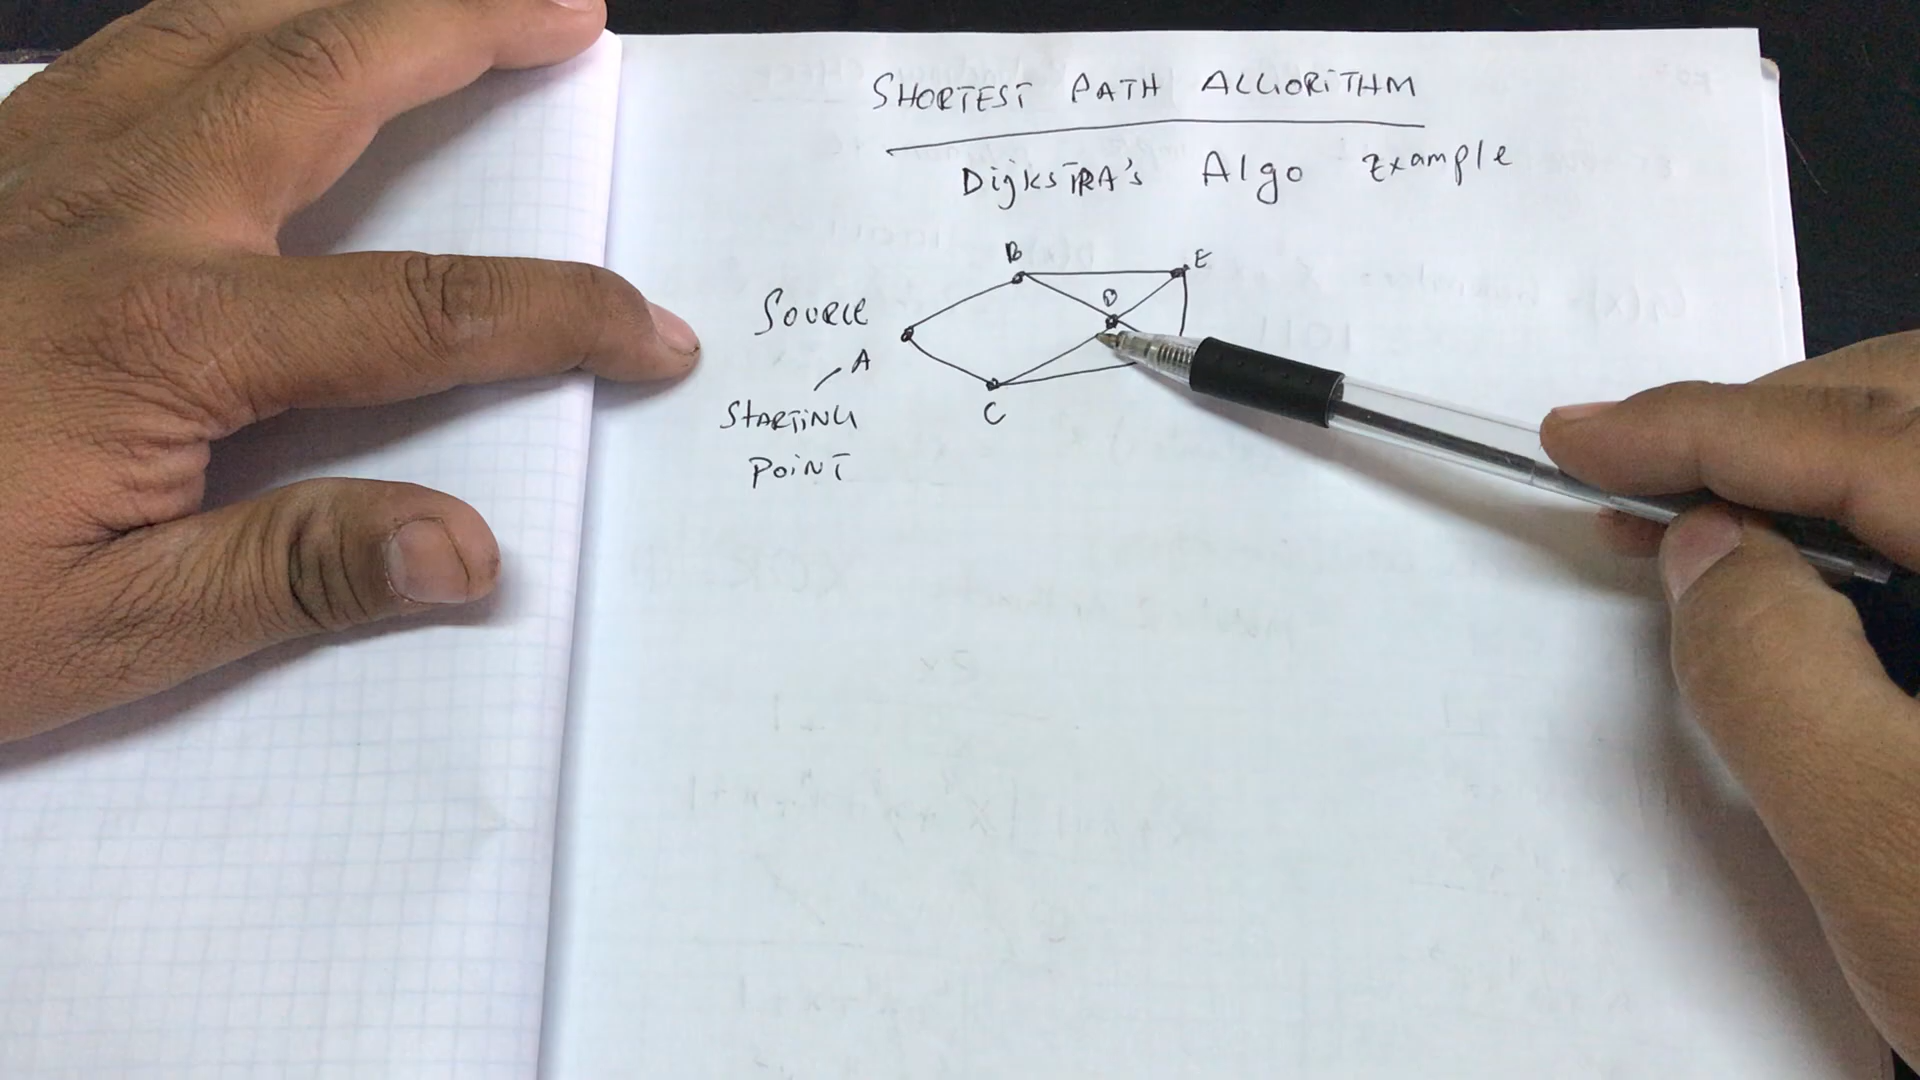 SHORTEST PATH ALGORITHM
DijksTRA's Algo Example
B
E
D
SOURCE
A
C
STARTING
POINT